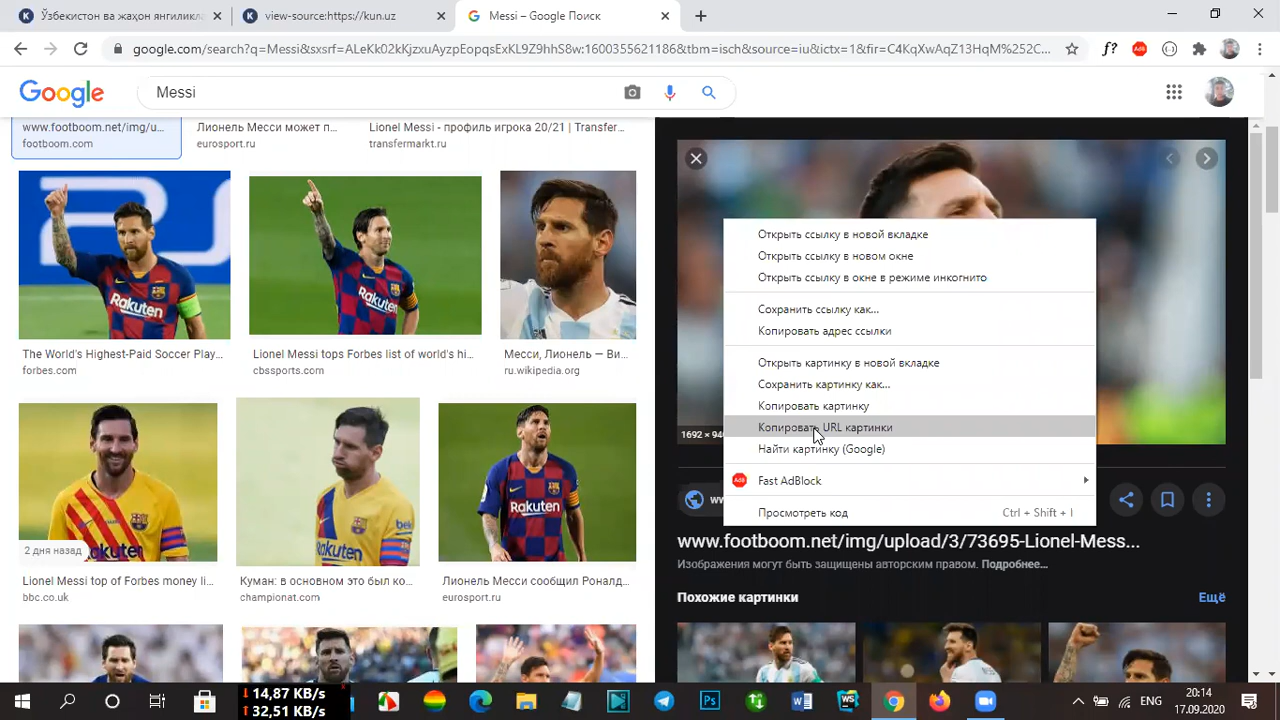 Ўзбекистон ва жаҳон янгиликла
view-source:https://kun.uz
Messi – Google Поиск
google.com/search?q=Messi&sxsrf=ALeKk02kKjzxuAyzpEopqsExKL9Z9hhS8w:1600355621186&tbm=isch&source=iu&ictx=1&fir=C4KqXwAqZ13HqM%252C...
Google
Messi
www.footboom.net/img/u...
footboom.com
Лионель Месси может п...
eurosport.ru
Lionel Messi - профиль игрока 20/21 | Transfer...
transfermarkt.ru
The World's Highest-Paid Soccer Play...
forbes.com
Lionel Messi tops Forbes list of world's hi...
cbssports.com
Месси, Лионель — Ви...
ru.wikipedia.org
2 дня назад
Lionel Messi top of Forbes money li...
bbc.co.uk
Куман: в основном это был ко...
championat.com
Лионель Месси сообщил Роналд...
eurosport.ru
Rakuten
Rakuten
Rakuten
Rakuten
Rakuten
Открыть ссылку в новой вкладке
Открыть ссылку в новом окне
Открыть ссылку в окне в режиме инкогнито
Сохранить ссылку как...
Копировать адрес ссылки
Открыть картинку в новой вкладке
Сохранить картинку как...
Копировать картинку
Копировать URL картинки
Найти картинку (Google)
Fast AdBlock
Просмотреть код Ctrl + Shift + I
1692 × 940
www.footboom.net/img/upload/3/73695-Lionel-Mess...
Изображения могут быть защищены авторским правом. Подробнее...
Похожие картинки
Ещё
14,87 KB/s
32,51 KB/s
ENG
20:14
17.09.2020